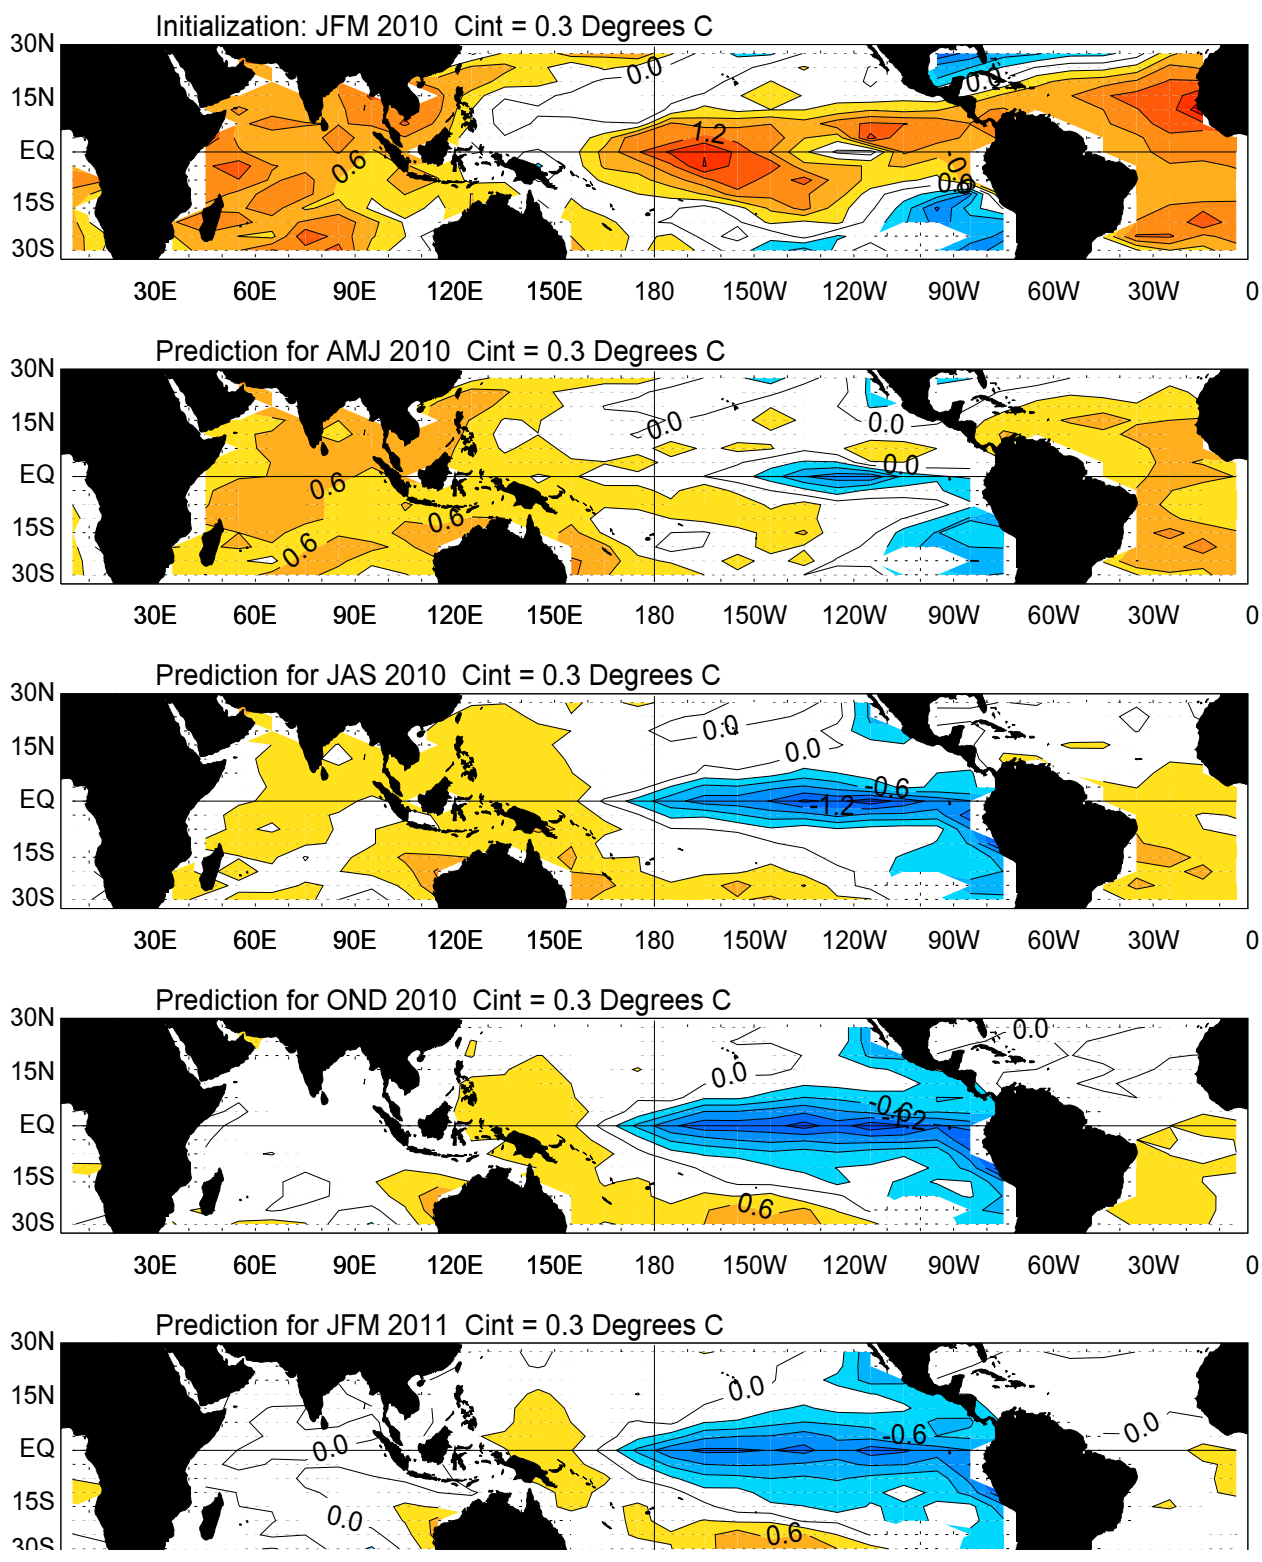 Initialization: JFM 2010 Cint = 0.3 Degrees C
30N
15N
EQ
15S
30S
0.0
0.0
1.2
0.6
30E 60E 90E 120E 150E 180 150W 120W 90W 60W 30W 0
Prediction for AMJ 2010 Cint = 0.3 Degrees C
30N
15N
EQ
15S
30S
0.0
0.0
0.0
0.6
0.6
0.6
30E 60E 90E 120E 150E 180 150W 120W 90W 60W 30W 0
Prediction for JAS 2010 Cint = 0.3 Degrees C
30N
15N
EQ
15S
30S
0.0
0.0
-0.6
-1.2
30E 60E 90E 120E 150E 180 150W 120W 90W 60W 30W 0
Prediction for OND 2010 Cint = 0.3 Degrees C
30N
15N
EQ
15S
30S
0.0
0.0
-0.6
-1.2
0.6
30E 60E 90E 120E 150E 180 150W 120W 90W 60W 30W 0
Prediction for JFM 2011 Cint = 0.3 Degrees C
30N
15N
EQ
15S
30S
0.0
0.0
-0.6
0.0
0.0
0.6